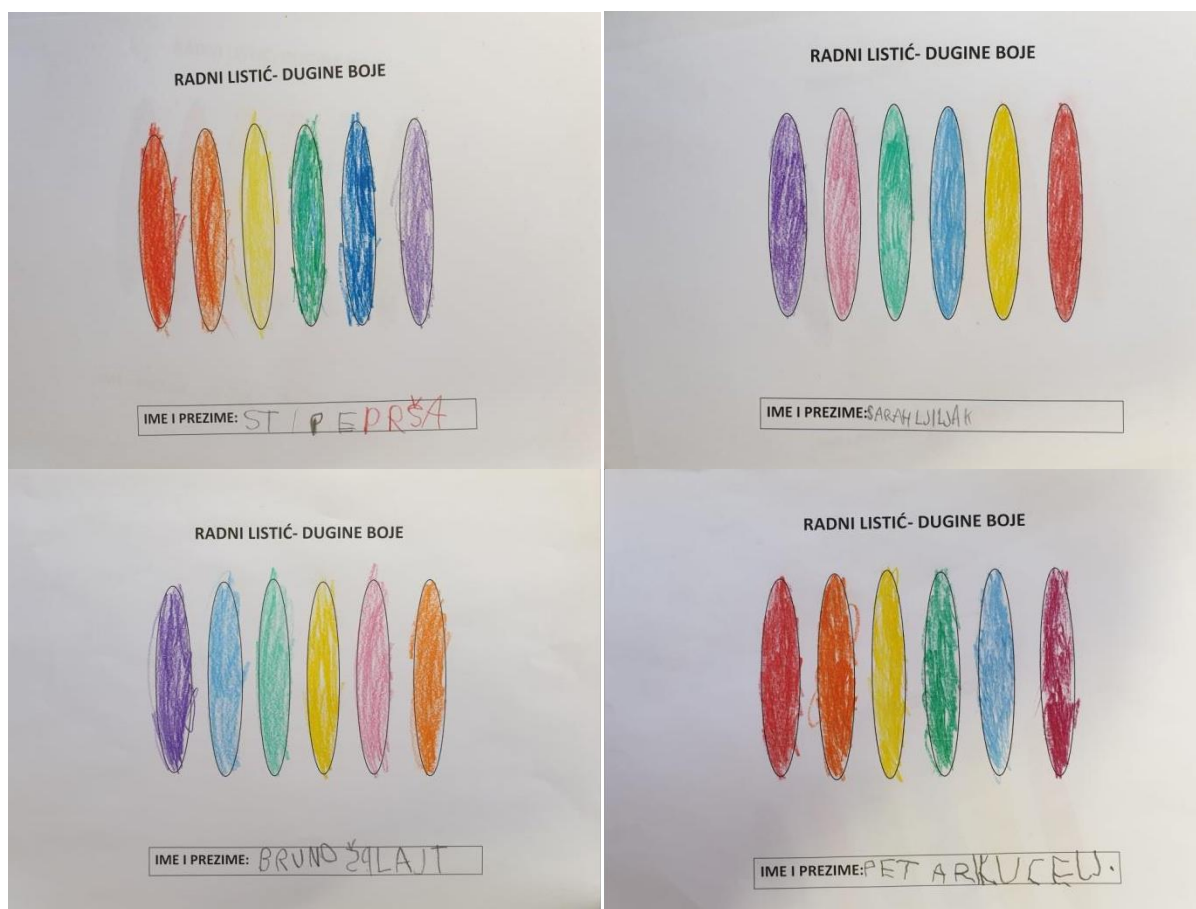 RADNI LISTIĆ- DUGINE BOJE
IME I PREZIME: STIPE PRŠA
RADNI LISTIĆ- DUGINE BOJE
IME I PREZIME: SARAH LJILJAK
RADNI LISTIĆ- DUGINE BOJE
IME I PREZIME: BRUNO
RADNI LISTIĆ- DUGINE BOJE
IME I PREZIME: PETAR